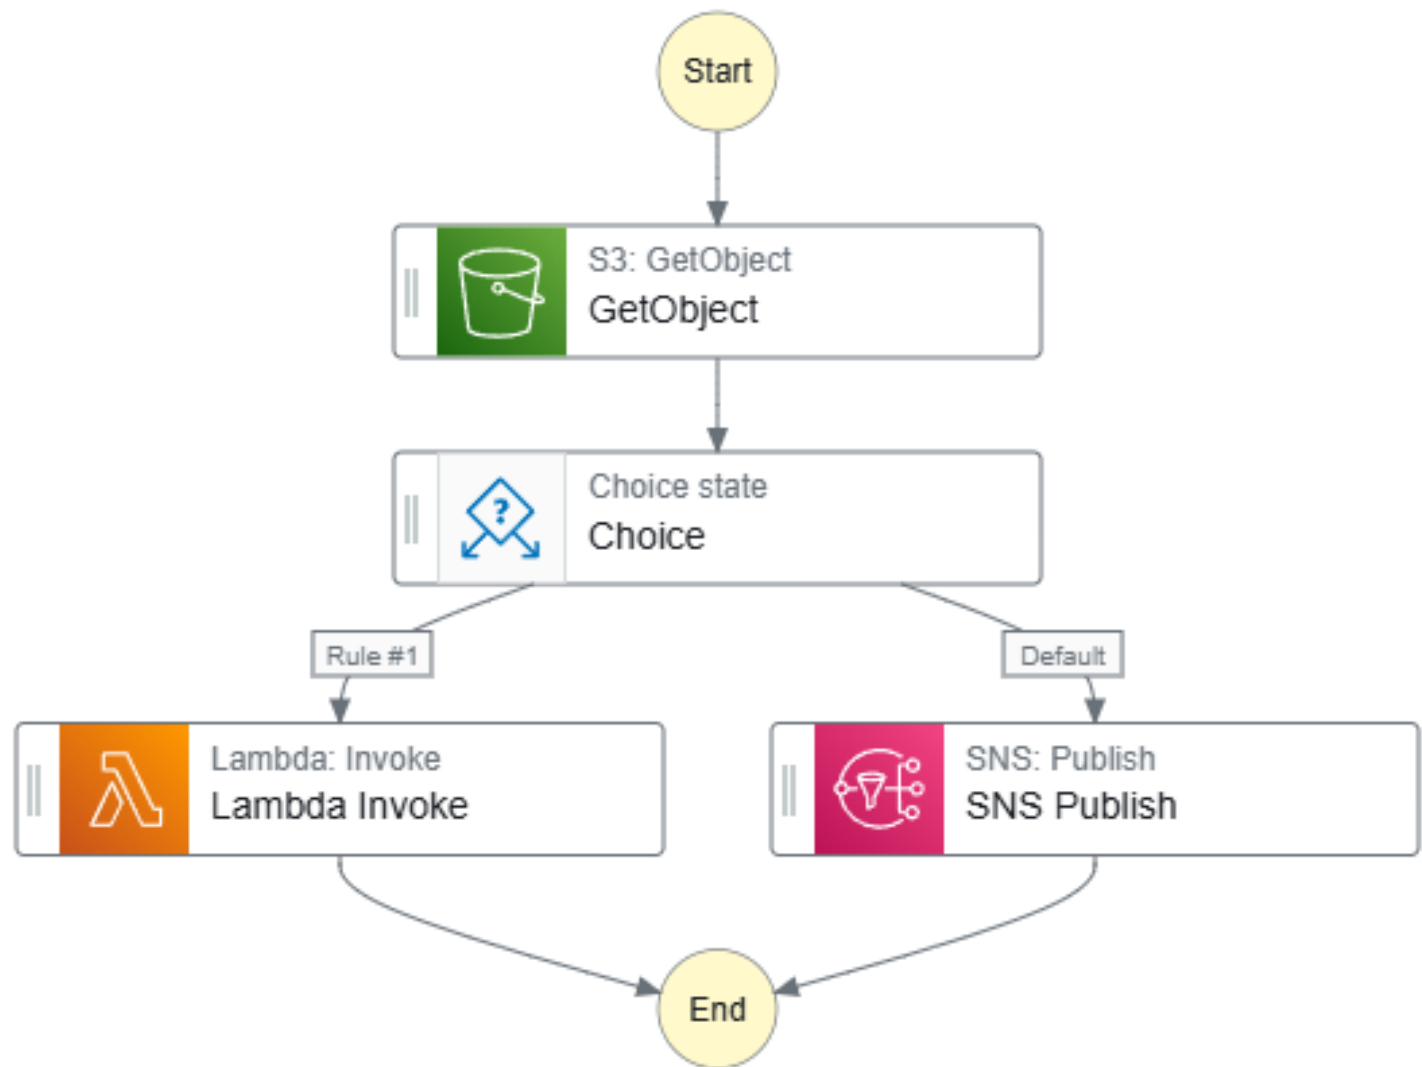 Start
S3: GetObject
GetObject
?
Choice state
Choice
Rule #1
Default
Lambda: Invoke
Lambda Invoke
SNS: Publish
SNS Publish
End